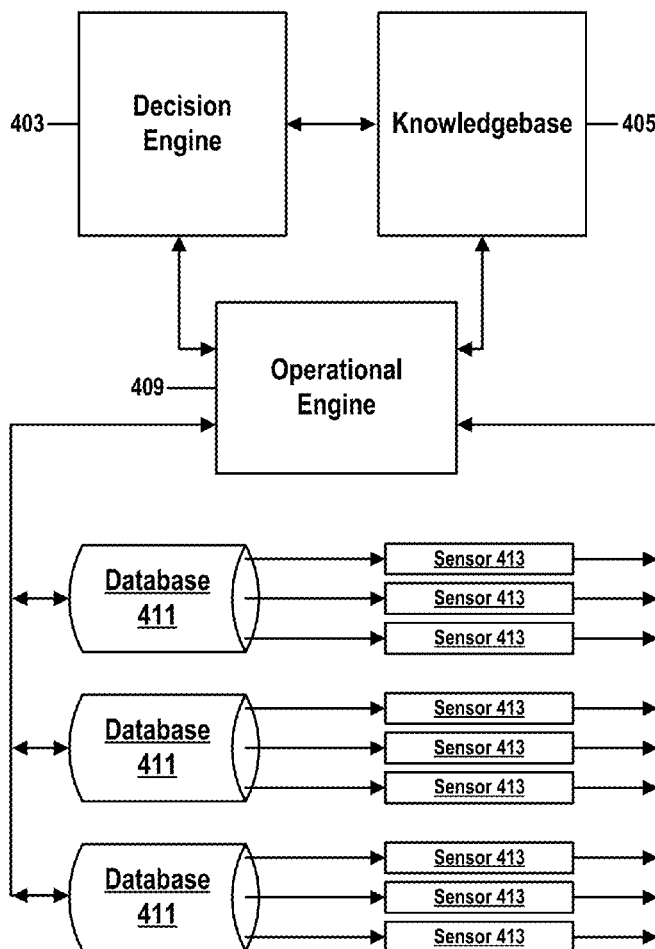 403
Decision
Engine
Knowledgebase
405
409
Operational
Engine
Database
411
Sensor 413
Sensor 413
Sensor 413
Database
411
Sensor 413
Sensor 413
Sensor 413
Database
411
Sensor 413
Sensor 413
Sensor 413